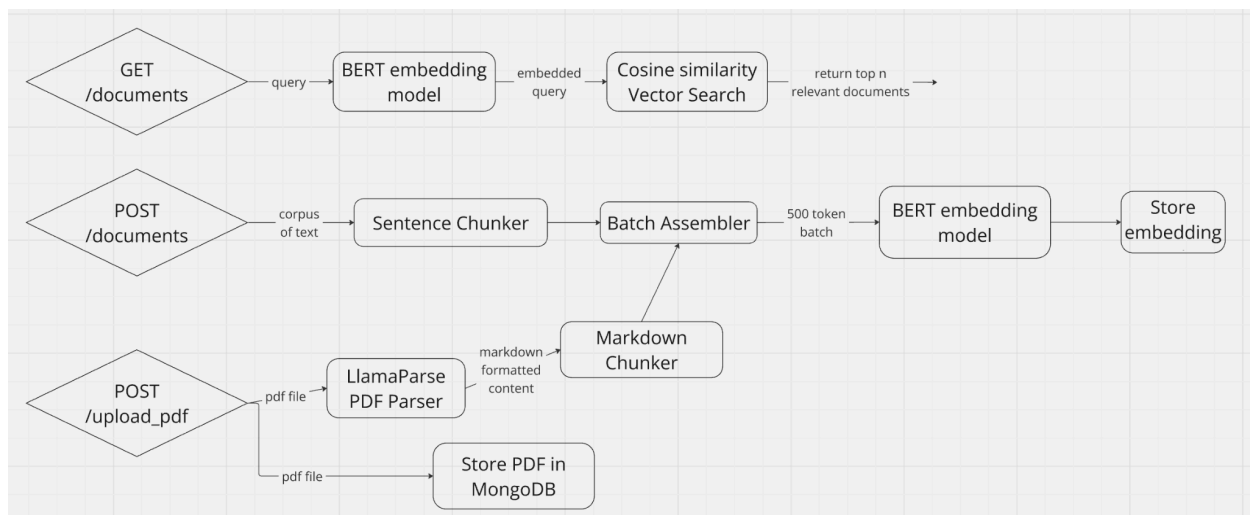 GET
/documents
query
BERT embedding
model
embedded
query
Cosine similarity
Vector Search
return top n
relevant documents
POST
/documents
corpus
of text
Sentence Chunker
Batch Assembler
500 token
batch
BERT embedding
model
Store
embedding
POST
/upload_pdf
pdf file
LlamaParse
PDF Parser
markdown
formatted
content
Markdown
Chunker
pdf file
Store PDF in
MongoDB